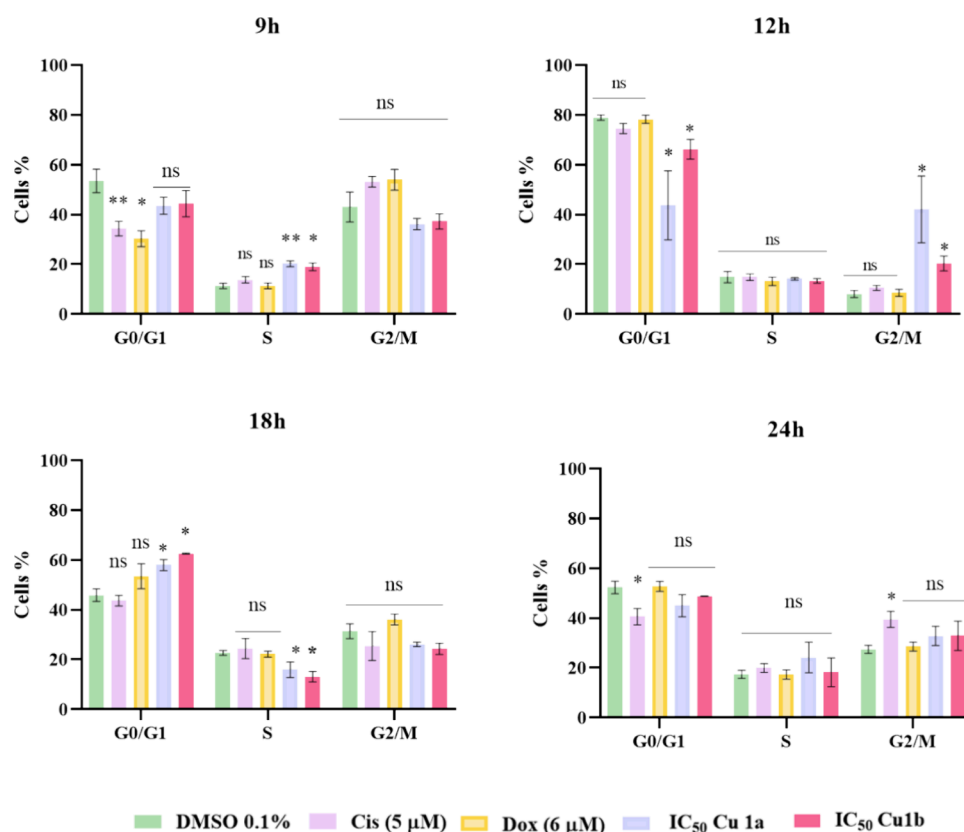 9h
100
80
60
40
20
0
Cells %
ns
** * ns
ns ns ** *
G0/G1 S G2/M
12h
100
80
60
40
20
0
Cells %
ns
* *
ns
ns * *
G0/G1 S G2/M
18h
100
80
60
40
20
0
Cells %
ns ns * *
ns * *
ns
G0/G1 S G2/M
24h
100
80
60
40
20
0
Cells %
* ns
ns
* ns
G0/G1 S G2/M
DMSO 0.1% Cis (5 μM) Dox (6 μM) IC50 Cu 1a IC50 Cu1b